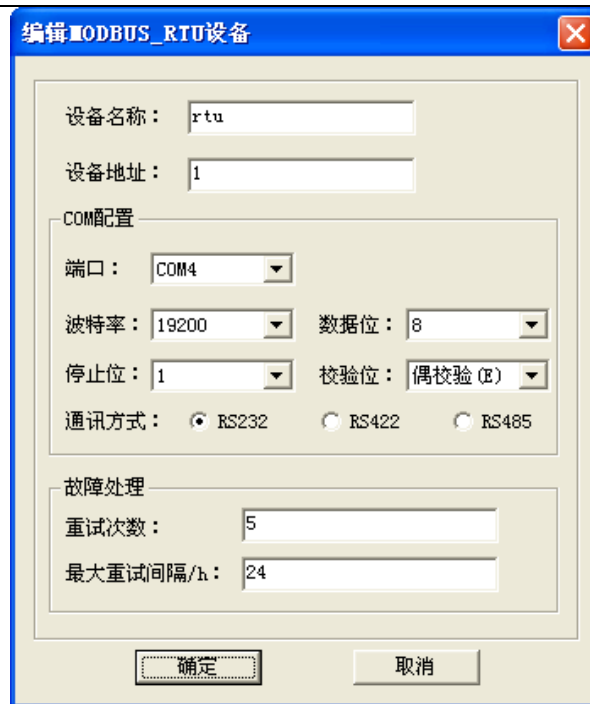 编辑MODBUS_RTU设备
设备名称： rtu
设备地址： 1
COM配置
端口： COM4
波特率： 19200 数据位： 8
停止位： 1 校验位： 偶校验(E)
通讯方式： RS232 RS422 RS485
故障处理
重试次数： 5
最大重试间隔/h： 24
确定 取消